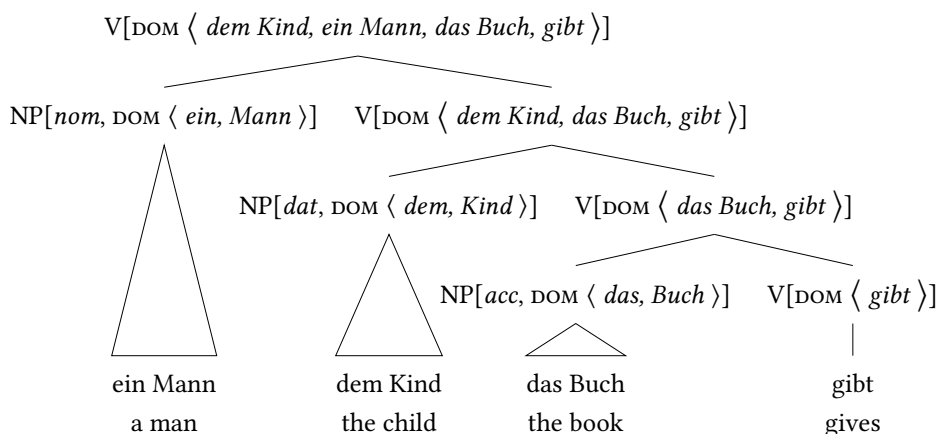 V[DOM ⟨ dem Kind, ein Mann, das Buch, gibt ⟩]
NP[nom, DOM ⟨ ein, Mann ⟩] V[DOM ⟨ dem Kind, das Buch, gibt ⟩]
NP[dat, DOM ⟨ dem, Kind ⟩] V[DOM ⟨ das Buch, gibt ⟩]
NP[acc, DOM ⟨ das, Buch ⟩] V[DOM ⟨ gibt ⟩]
ein Mann dem Kind das Buch gibt
a man the child the book gives